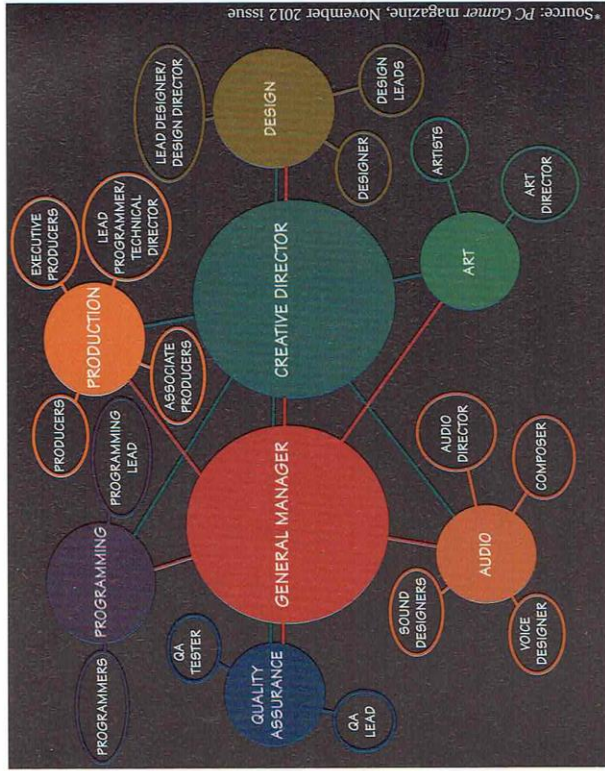 PROGRAMMERS
PROGRAMMING
PROGRAMMING
LEAD
PRODUCERS
PRODUCTION
EXECUTIVE
PRODUCERS
LEAD
PROGRAMMER/
TECHNICAL
DIRECTOR
ASSOCIATE
PRODUCERS
LEAD DESIGNER/
DESIGN DIRECTOR
DESIGN
DESIGNER
DESIGN
LEADS
QUALITY
ASSURANCE
QA
TESTER
QA
LEAD
GENERAL MANAGER
CREATIVE DIRECTOR
SOUND
DESIGNERS
AUDIO
VOICE
DESIGNER
AUDIO
DIRECTOR
COMPOSER
ART
ARTISTS
ART
DIRECTOR
*Source: PC Gamer magazine, November 2012 issue